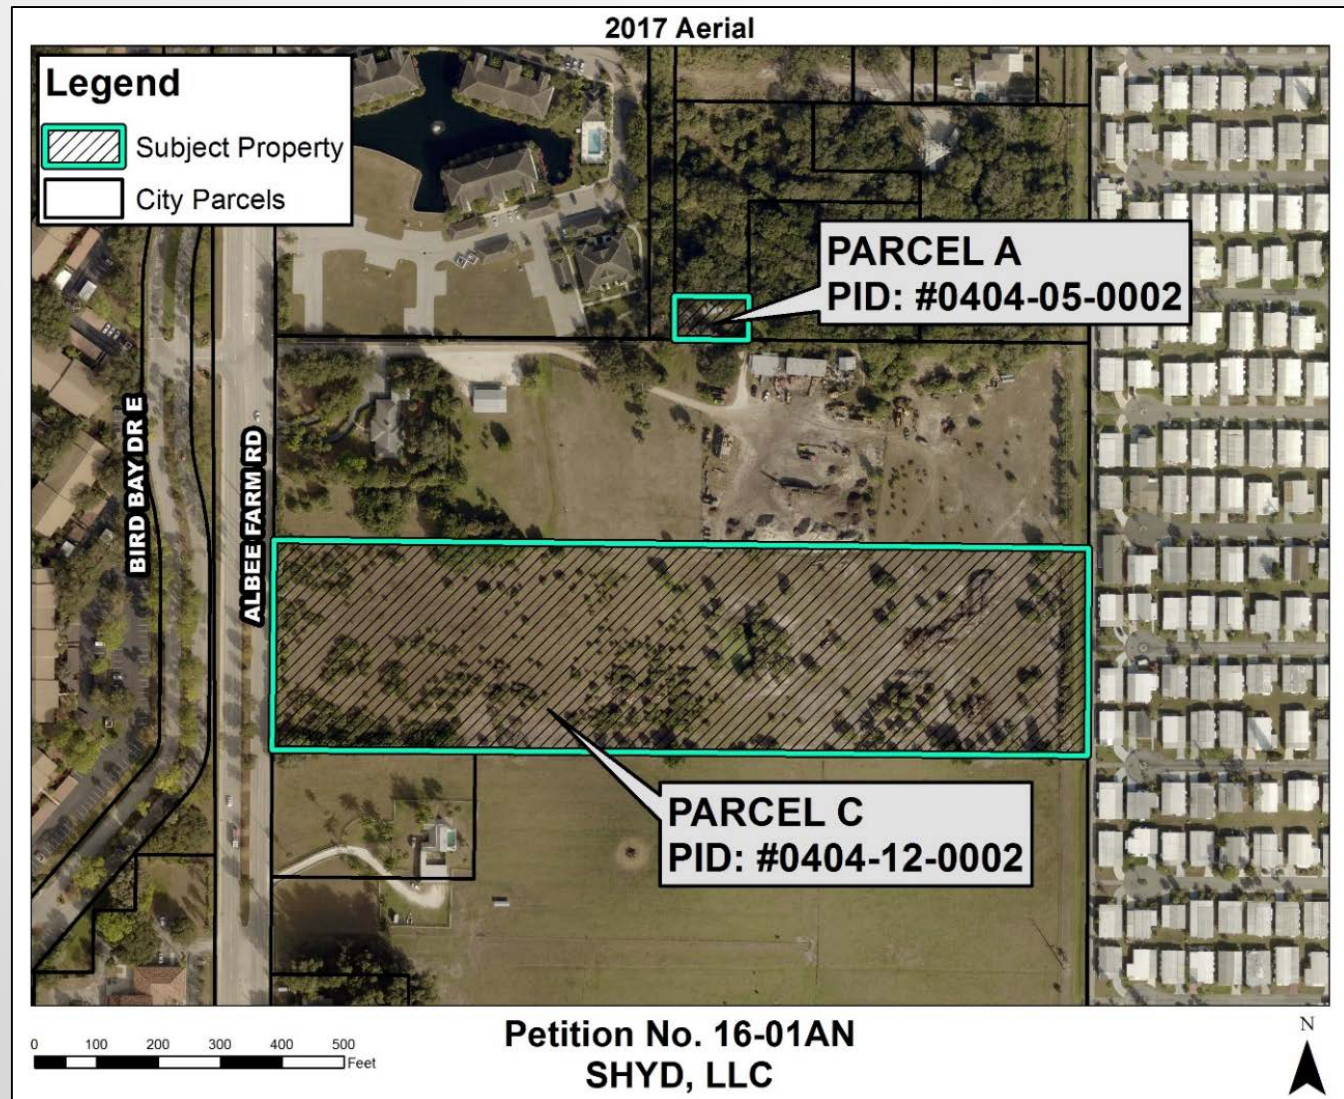 2017 Aerial
Legend
Subject Property
City Parcels
PARCEL A
PID: #0404-05-0002
BIRD BAY DR E
ALBEE FARM RD
PARCEL C
PID: #0404-12-0002
0 100 200 300 400 500
Feet
Petition No. 16-01AN
SHYD, LLC
N